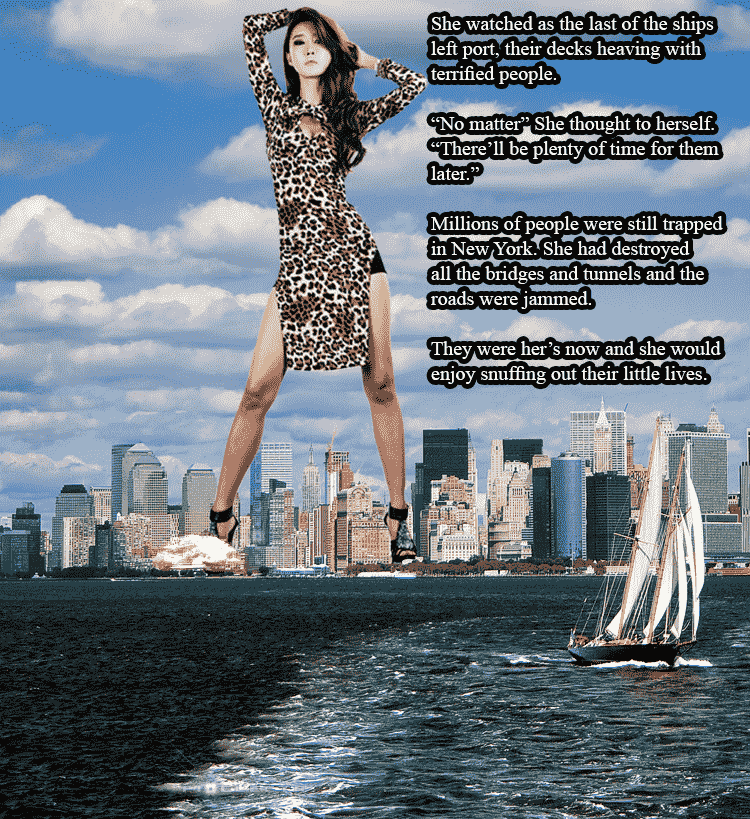 She watched as the last of the ships
left port, their decks heaving with
terrified people.
“No matter” She thought to herself.
“There’ll be plenty of time for them
later.”
Millions of people were still trapped
in New York. She had destroyed
all the bridges and tunnels and the
roads were jammed.
They were her’s now and she would
enjoy snuffing out their little lives.